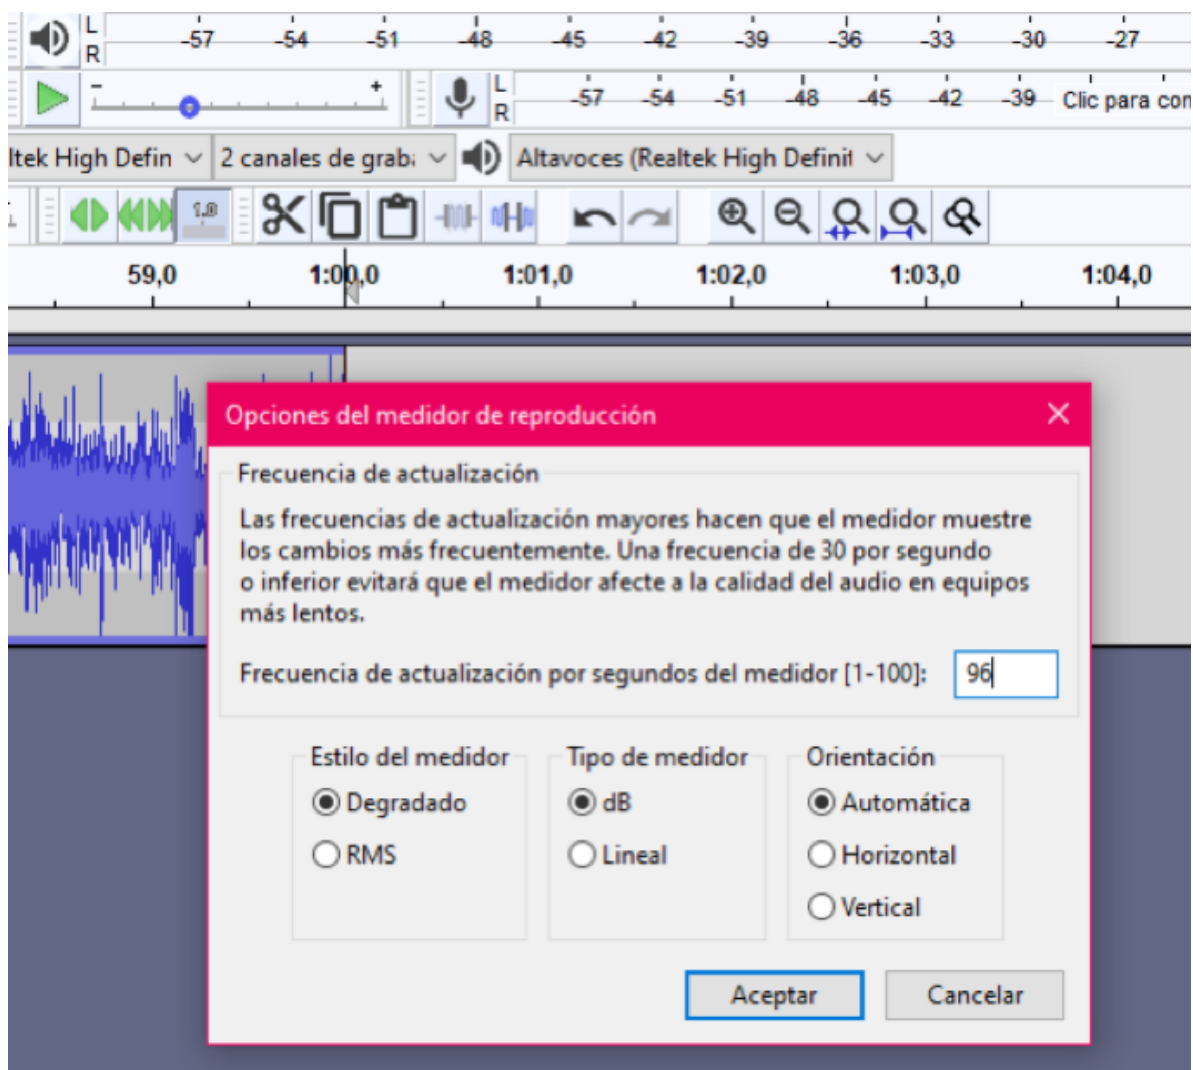 L
R
-57 -54 -51 -48 -45 -42 -39 -36 -33 -30 -27
- +
L
R
-57 -54 -51 -48 -45 -42 -39 Clic para con
ltek High Defin 2 canales de grab Altavoces (Realtek High Definit
1.0
59,0 1:00,0 1:01,0 1:02,0 1:03,0 1:04,0
Opciones del medidor de reproducción
Frecuencia de actualización
Las frecuencias de actualización mayores hacen que el medidor muestre
los cambios más frecuentemente. Una frecuencia de 30 por segundo
o inferior evitará que el medidor afecte a la calidad del audio en equipos
más lentos.
Frecuencia de actualización por segundos del medidor [1-100]: 96
Estilo del medidor Tipo de medidor Orientación
Degradado dB Automática
RMS Lineal Horizontal
Vertical
Aceptar Cancelar